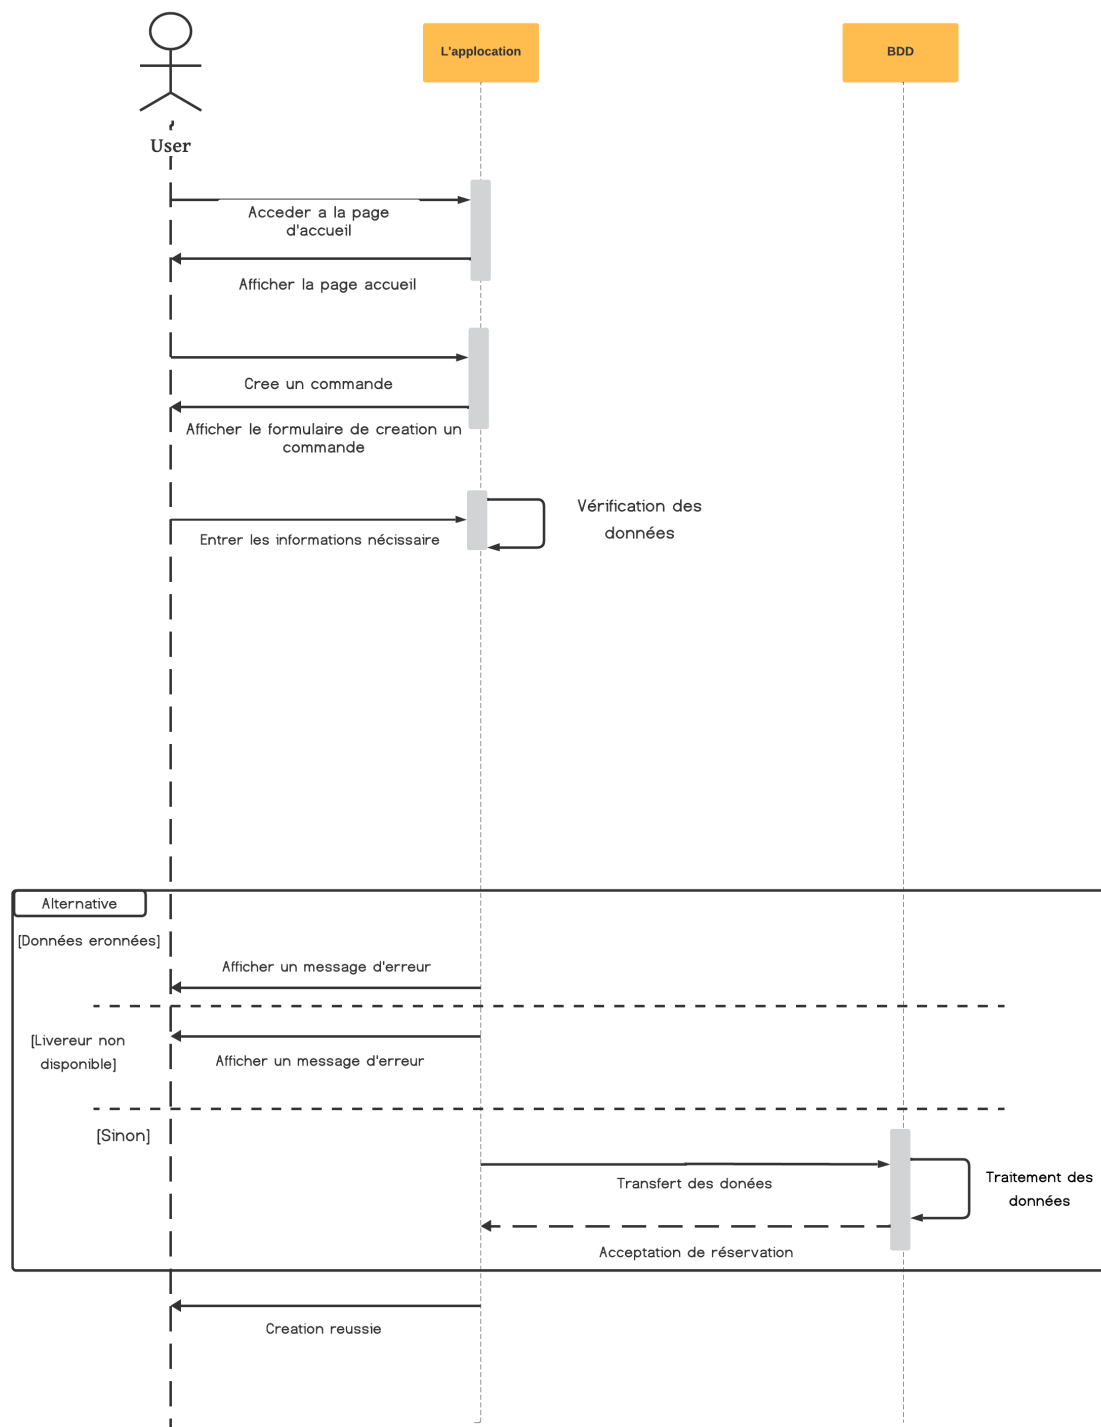 L'applocation
BDD
User
Acceder a la page
d'accueil
Afficher la page accueil
Cree un commande
Afficher le formulaire de creation un
commande
Vérification des
données
Entrer les informations nécissaire
Alternative
[Données eronnées]
Afficher un message d'erreur
[Livereur non
disponible]
Afficher un message d'erreur
[Sinon]
Transfert des donées
Traitement des
données
Acceptation de réservation
Creation reussie